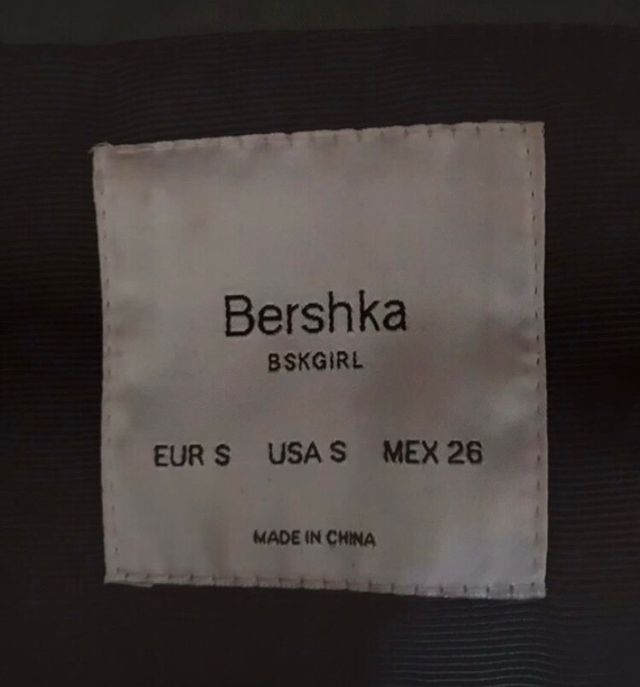 Bershka
BSKGIRL
EUR S USA S MEX 26
MADE IN CHINA